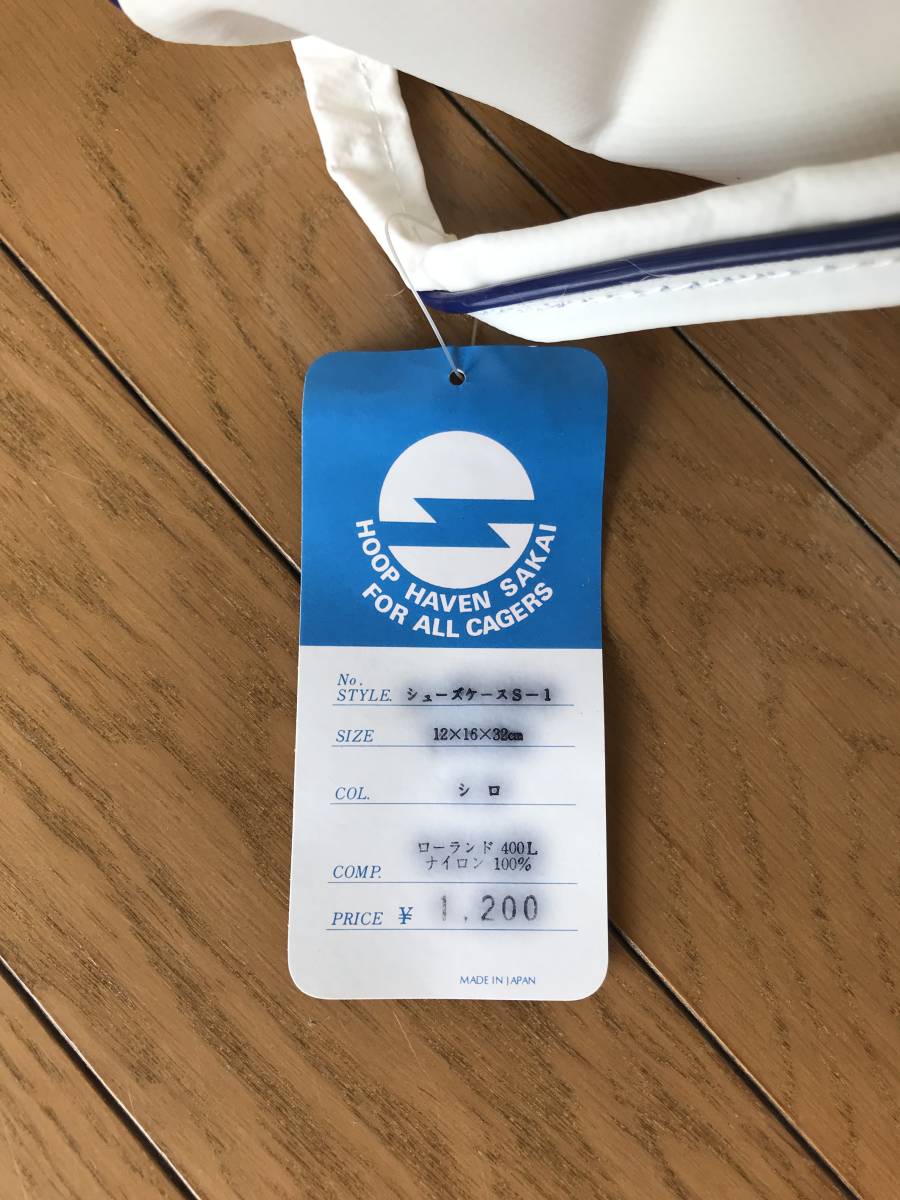 HOOP HAVEN SAKAI
FOR ALL CAGERS
No.
STYLE. シューズケースS-1
SIZE 12×16×32cm
COL. シロ
ローランド 400L
COMP. ナイロン 100%
PRICE ¥ 1,200
MADE IN JAPAN